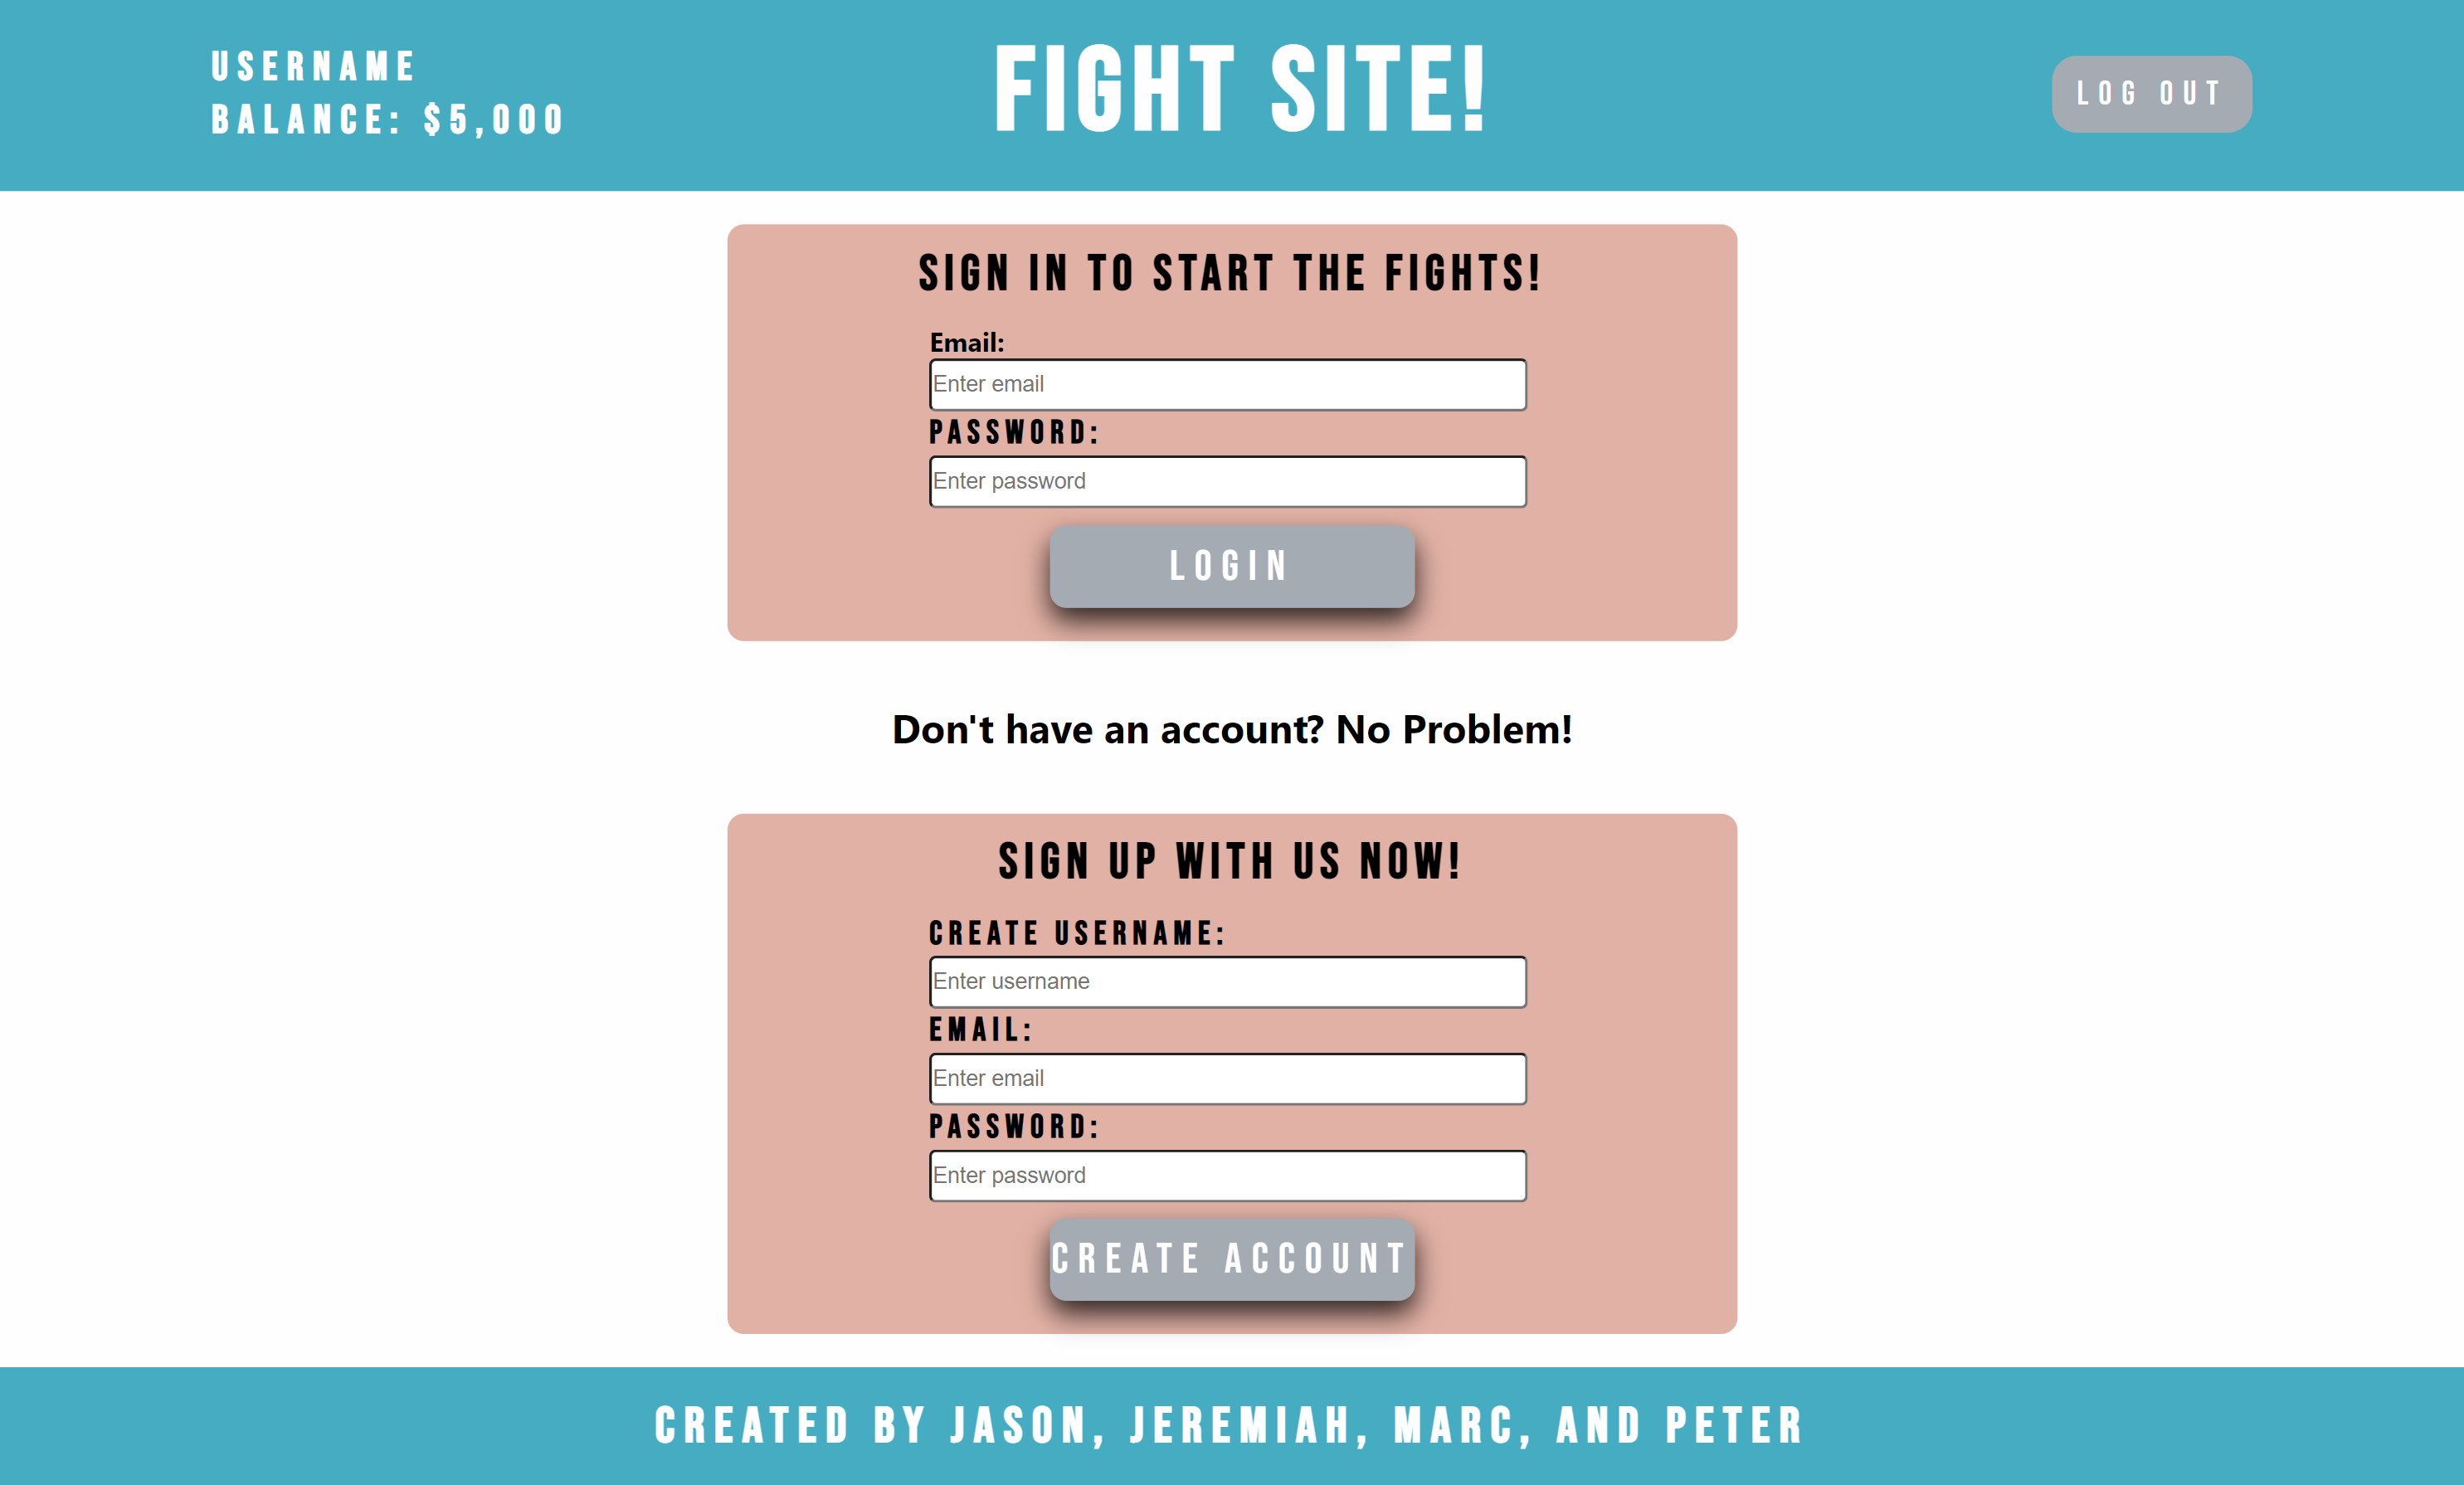 USERNAME
BALANCE: $5,000
FIGHT SITE!
LOG OUT
SIGN IN TO START THE FIGHTS!
Email:
Enter email
PASSWORD:
Enter password
LOGIN
Don't have an account? No Problem!
SIGN UP WITH US NOW!
CREATE USERNAME:
Enter username
EMAIL:
Enter email
PASSWORD:
Enter password
CREATE ACCOUNT
CREATED BY JASON, JEREMIAH, MARC, AND PETER